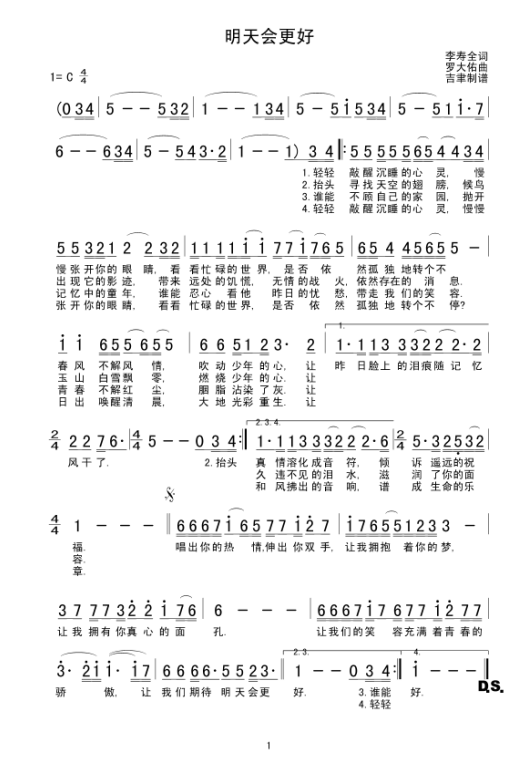 明天会更好
李寿全词
罗大佑曲
吉聿制谱
1= C 4/4
(0 3 4 5 - - 5 3 2 1 - - 1 3 4 5 - 5 i 5 3 4 5 - 5 i i · 7
6 - - 6 3 4 5 - 5 4 3 · 2 1 - - - 1 - ) 3 4 5 5 5 5 5 6 5 4 4 3 4
1.轻轻 敲醒沉睡的心 灵, 慢
2.抬头 寻找天空的翅 膀, 候鸟
3.谁能 不顾自己的家 园, 抛开
4.轻轻 敲醒沉睡的心 灵, 慢慢
5 5 3 2 1 2 2 3 2 1 1 1 1 i i 7 7 i 7 6 5 6 5 4 4 5 6 5 5 -
慢张开你的眼 睛, 看 看忙碌的世 界, 是否 依 然孤独 地转个不
出现它的影 迹, 带来 远处的饥 慌, 无情的 战 火, 依然存在的 消 息.
记忆中的童 年, 谁能 忍心 看他 昨日的忧 愁, 带走我们的 笑 容.
张开你的眼 睛, 看看 忙碌的世 界, 是否 依 然 孤独 地转个 不 停?
i i 6 5 5 6 5 5 6 5 2 1 2 3 · 2
1.
春 风 不解风 情, 吹 动 少年的 心, 让 昨 日脸上 的泪痕随 记 忆
玉 山 白雪飘 零, 燃烧 少年的 心. 让
青 春 不解红 尘, 胭脂 沾染了 灰. 让
日 出 唤醒清 晨, 大地 光彩重 生. 让
2/4 2 2 7 6 · 4/4 5 - - 0 3 4 ·
2. 3. 4.
1 · 1 1 3 3 3 2 2 2 2 · 6 2/4 5 · 3 3 2 5 3 2
风 干 了. 2.抬头 真 情溶化成 音 符, 倾 诉 遥远的 祝
久 违不见的 泪 水, 滋 润 了你的 面
和 风拂出的 音 响, 谱 成 生命的 乐
4/4 1 - - 6 6 6 7 i 6 5 7 7 i 2 7 i 7 6 5 5 1 2 3 3 -
福. 唱出你的热 情,伸出 你 双手, 让我拥抱 着你的 梦,
容.
章.
3 7 7 7 3 2 2 i 7 6 6 - - - 6 6 6 7 i 7 6 7 7 i 7 5
让 我 拥有 你真 心的 面 孔. 让我们的笑 容充满 着 青 春 的
3 · 2 i i · i 7 6 6 6 7 6 5 5 2 3 ·
2. 3.
1 - 0 3 4
4.
i - -
骄 傲, 让 我 们期待 明天会更 好. 3.谁能 好.
4.轻轻
D.S.
1